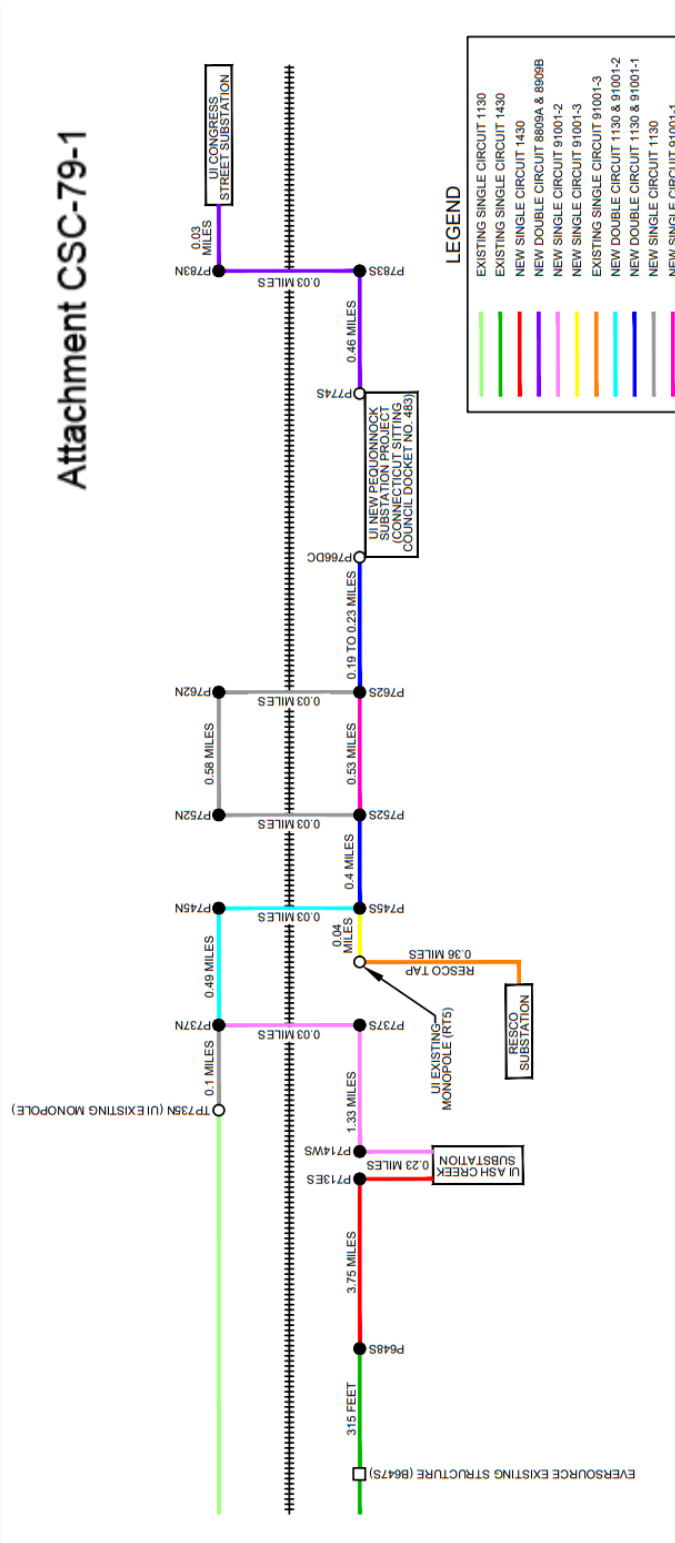 Attachment CSC-79-1
UI CONGRESS
STREET SUBSTATION
0.03
MILES
P783N
0.03 MILES
P783S
0.46 MILES
P774S
UI NEW PEQUONNOCK
SUBSTATION PROJECT
(CONNECTICUT SITTING
COUNCIL DOCKET NO. 483)
P766DC
0.19 TO 0.23 MILES
P762N
0.03 MILES
P762S
0.58 MILES
0.53 MILES
P752N
0.03 MILES
P752S
0.4 MILES
P745N
0.03 MILES
P745S
0.49 MILES
0.04
MILES
0.36 MILES
RESCO TAP
RESCO
SUBSTATION
UI EXISTING
MONOPOLE (RT5)
P737N
0.03 MILES
P737S
0.1 MILES
TP735N (UI EXISTING MONOPOLE)
1.33 MILES
P714WS
0.23 MILES
UI ASH CREEK
SUBSTATION
P713ES
3.75 MILES
P648S
315 FEET
EVERSOURCE EXISTING STRUCTURE (B647S)
LEGEND
EXISTING SINGLE CIRCUIT 1130
EXISTING SINGLE CIRCUIT 1430
NEW SINGLE CIRCUIT 1430
NEW DOUBLE CIRCUIT 8809A & 8909B
NEW SINGLE CIRCUIT 91001-2
NEW SINGLE CIRCUIT 91001-3
EXISTING SINGLE CIRCUIT 91001-3
NEW DOUBLE CIRCUIT 1130 & 91001-2
NEW DOUBLE CIRCUIT 1130 & 91001-1
NEW SINGLE CIRCUIT 1130
NEW SINGLE CIRCUIT 91001-1